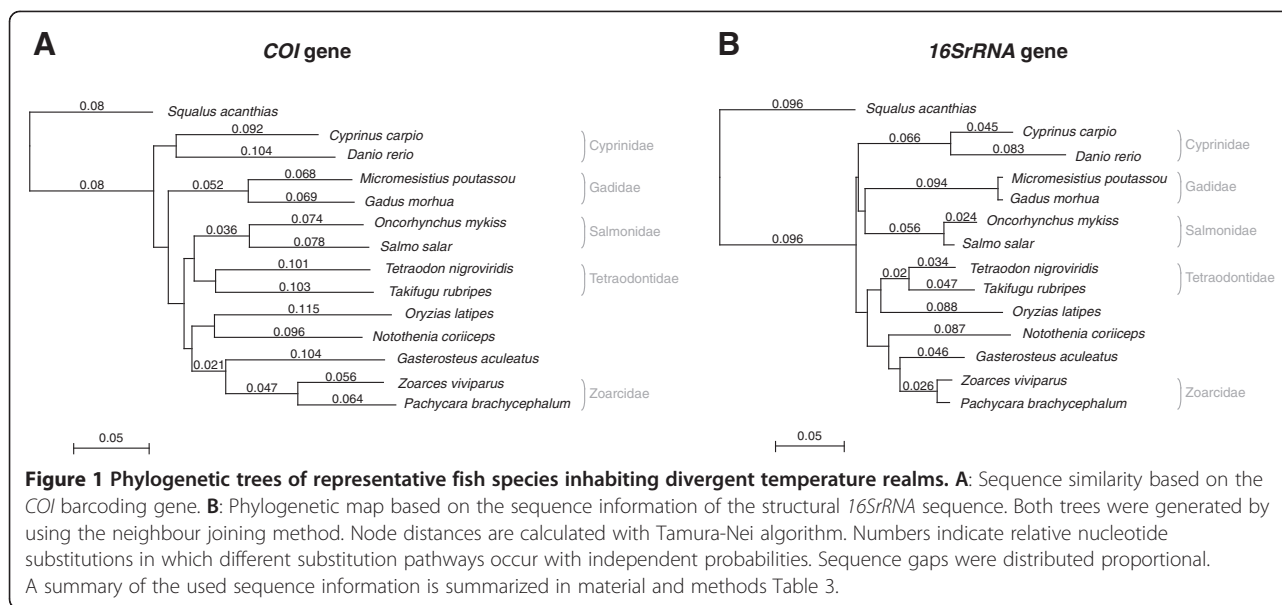 A
COI gene
0.08
Squalus acanthias
0.092
Cyprinus carpio
Cyprinidae
0.104
Danio rerio
0.08
0.068
Micromesistius poutassou
0.052
Gadidae
0.069
Gadus morhua
0.074
Oncorhynchus mykiss
0.036
Salmonidae
0.078
Salmo salar
0.101
Tetraodon nigroviridis
Tetraodontidae
0.103
Takifugu rubripes
0.115
Oryzias latipes
0.096
Notothenia coriiceps
0.104
Gasterosteus aculeatus
0.021
0.056
Zoarces viviparus
0.047
Zoarcidae
0.064
Pachycara brachycephalum
0.05
B
16SrRNA gene
0.096
Squalus acanthias
0.045
Cyprinus carpio
0.066
Cyprinidae
0.083
Danio rerio
Micromesistius poutassou
0.094
Gadidae
Gadus morhua
0.024
Oncorhynchus mykiss
0.056
Salmonidae
0.096
Salmo salar
0.034
Tetraodon nigroviridis
0.02
Tetraodontidae
0.047
Takifugu rubripes
0.088
Oryzias latipes
0.087
Notothenia coriiceps
0.046
Gasterosteus aculeatus
Zoarces viviparus
0.026
Zoarcidae
Pachycara brachycephalum
0.05
Figure 1 Phylogenetic trees of representative fish species inhabiting divergent temperature realms. A: Sequence similarity based on the
COI barcoding gene. B: Phylogenetic map based on the sequence information of the structural 16SrRNA sequence. Both trees were generated by
using the neighbour joining method. Node distances are calculated with Tamura-Nei algorithm. Numbers indicate relative nucleotide
substitutions in which different substitution pathways occur with independent probabilities. Sequence gaps were distributed proportional.
A summary of the used sequence information is summarized in material and methods Table 3.